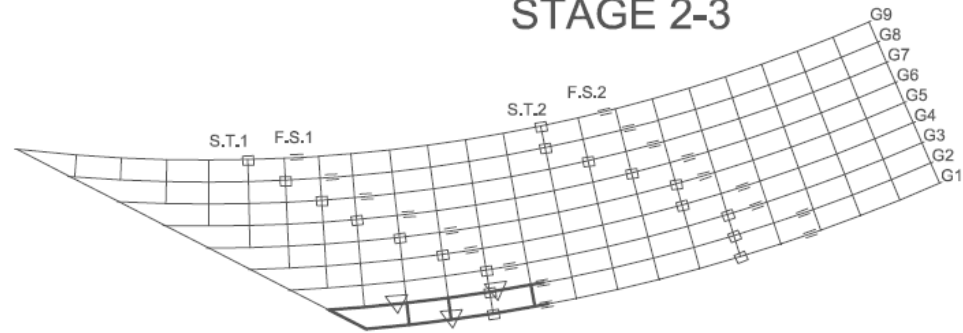 STAGE 2-3
G9
G8
G7
G6
G5
G4
G3
G2
G1
F.S.2
S.T.2
S.T.1 F.S.1